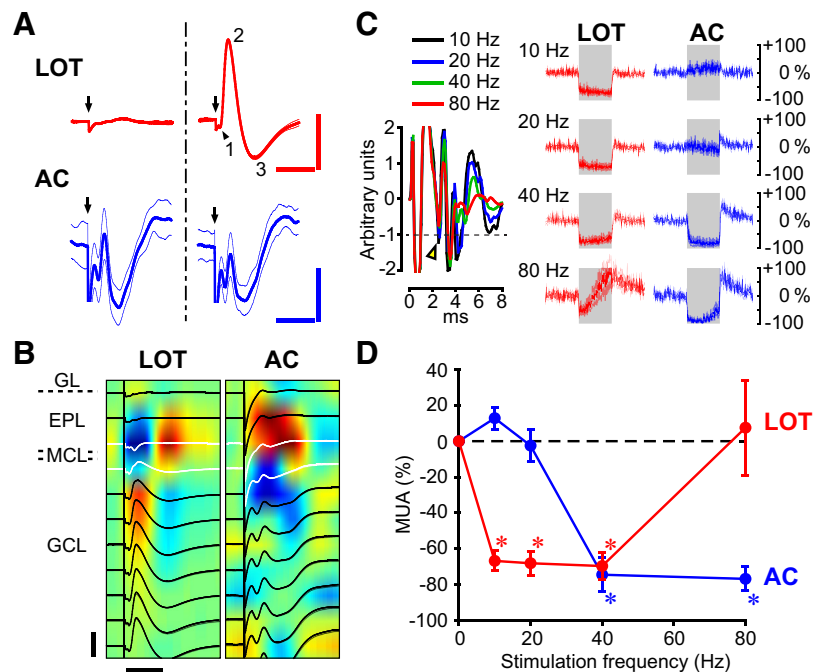 A
LOT
2
1
3
AC
B
LOT
AC
GL
EPL
MCL
GCL
C
10 Hz
20 Hz
40 Hz
80 Hz
Arbitrary units
2
1
0
-1
-2
0 2 4 6 8
ms
LOT
AC
10 Hz
+100
0 %
-100
20 Hz
+100
0 %
-100
40 Hz
+100
0 %
-100
80 Hz
+100
0 %
-100
D
MUA (%)
40
20
0
-20
-40
-60
-80
-100
LOT
AC
* * *
* *
0 20 40 60 80
Stimulation frequency (Hz)